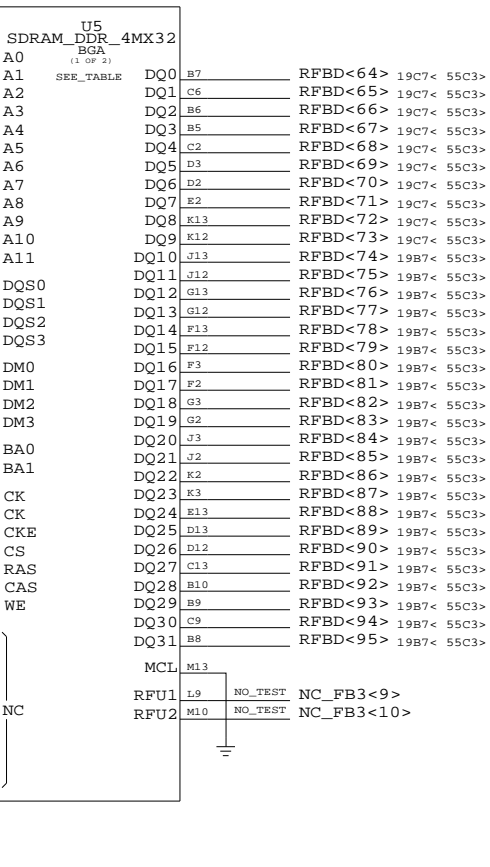 U5
SDRAM_DDR_4MX32
BGA
(1 OF 2)
SEE_TABLE
A0
A1
A2
A3
A4
A5
A6
A7
A8
A9
A10
A11
DQS0
DQS1
DQS2
DQS3
DM0
DM1
DM2
DM3
BA0
BA1
CK
CK
CKE
CS
RAS
CAS
WE
NC
DQ0 B7 RFBD<64> 19C7< 55C3>
DQ1 C6 RFBD<65> 19C7< 55C3>
DQ2 B6 RFBD<66> 19C7< 55C3>
DQ3 B5 RFBD<67> 19C7< 55C3>
DQ4 C2 RFBD<68> 19C7< 55C3>
DQ5 D3 RFBD<69> 19C7< 55C3>
DQ6 D2 RFBD<70> 19C7< 55C3>
DQ7 E2 RFBD<71> 19C7< 55C3>
DQ8 K13 RFBD<72> 19C7< 55C3>
DQ9 K12 RFBD<73> 19C7< 55C3>
DQ10 J13 RFBD<74> 19B7< 55C3>
DQ11 J12 RFBD<75> 19B7< 55C3>
DQ12 G13 RFBD<76> 19B7< 55C3>
DQ13 G12 RFBD<77> 19B7< 55C3>
DQ14 F13 RFBD<78> 19B7< 55C3>
DQ15 F12 RFBD<79> 19B7< 55C3>
DQ16 F3 RFBD<80> 19B7< 55C3>
DQ17 F2 RFBD<81> 19B7< 55C3>
DQ18 G3 RFBD<82> 19B7< 55C3>
DQ19 G2 RFBD<83> 19B7< 55C3>
DQ20 J3 RFBD<84> 19B7< 55C3>
DQ21 J2 RFBD<85> 19B7< 55C3>
DQ22 K2 RFBD<86> 19B7< 55C3>
DQ23 K3 RFBD<87> 19B7< 55C3>
DQ24 E13 RFBD<88> 19B7< 55C3>
DQ25 D13 RFBD<89> 19B7< 55C3>
DQ26 D12 RFBD<90> 19B7< 55C3>
DQ27 C13 RFBD<91> 19B7< 55C3>
DQ28 B10 RFBD<92> 19B7< 55C3>
DQ29 B9 RFBD<93> 19B7< 55C3>
DQ30 C9 RFBD<94> 19B7< 55C3>
DQ31 B8 RFBD<95> 19B7< 55C3>
MCL M13
RFU1 L9 NO_TEST NC_FB3<9>
RFU2 M10 NO_TEST NC_FB3<10>